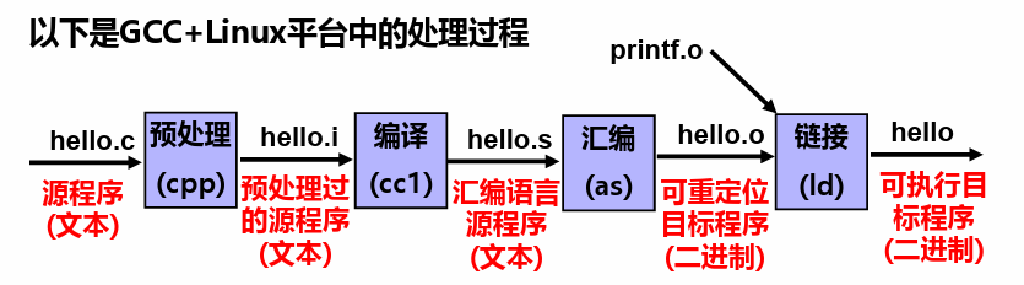 以下是GCC+Linux平台中的处理过程
printf.o
hello.c
预处理
(cpp)
hello.i
编译
(cc1)
hello.s
汇编
(as)
hello.o
链接
(ld)
hello
源程序
(文本)
预处理过
的源程序
(文本)
汇编语言
源程序
(文本)
可重定位
目标程序
(二进制)
可执行目
标程序
(二进制)